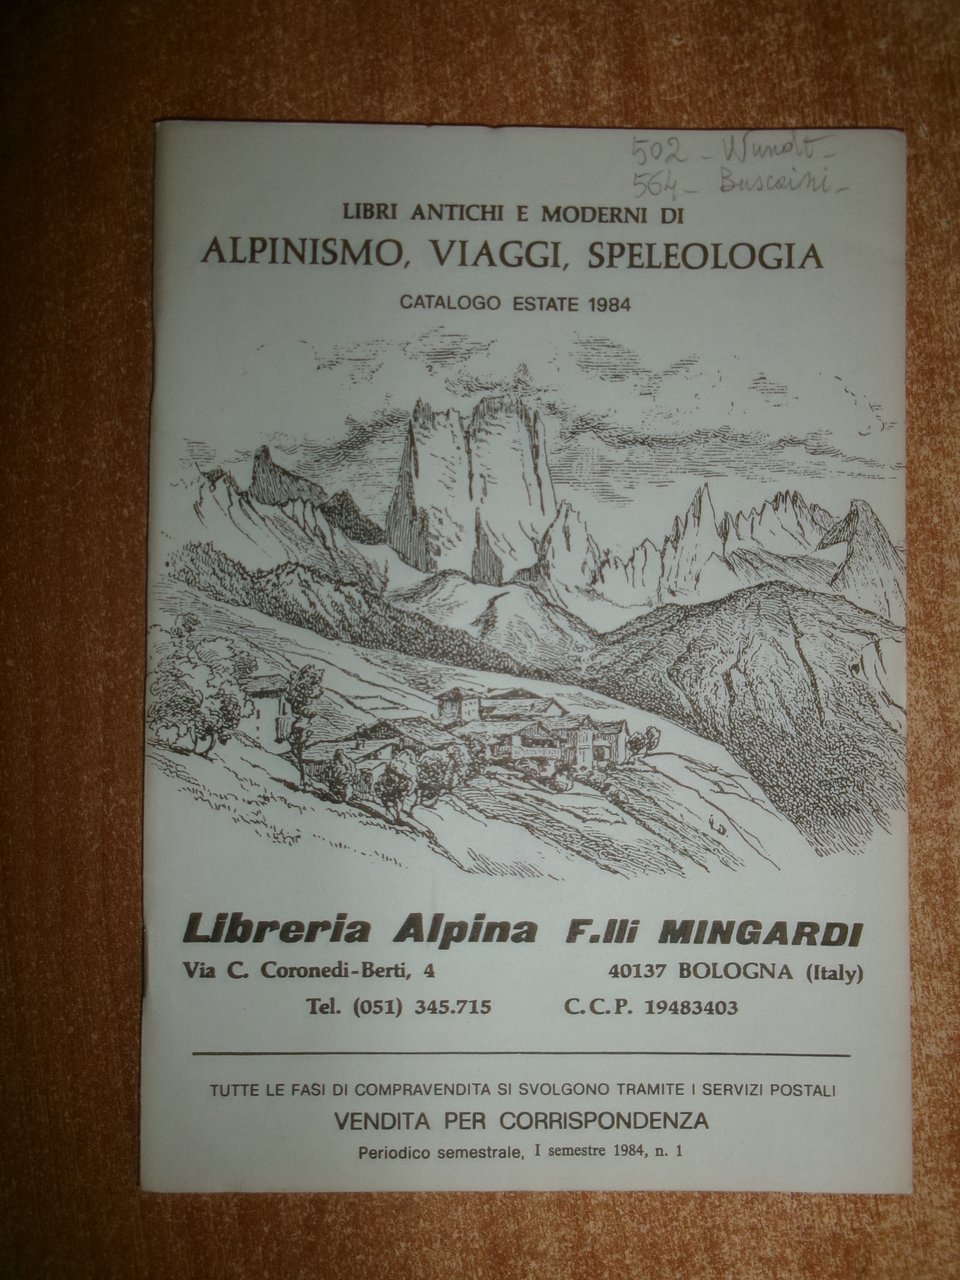 502 - Wundt -
564 - Buscaini -
LIBRI ANTICHI E MODERNI DI
ALPINISMO, VIAGGI, SPELEOLOGIA
CATALOGO ESTATE 1984
Libreria Alpina F.lli MINGARDI
Via C. Coronedi-Berti, 4 40137 BOLOGNA (Italy)
Tel. (051) 345.715 C.C.P. 19483403
TUTTE LE FASI DI COMPRAVENDITA SI SVOLGONO TRAMITE I SERVIZI POSTALI
VENDITA PER CORRISPONDENZA
Periodico semestrale, I semestre 1984, n. 1